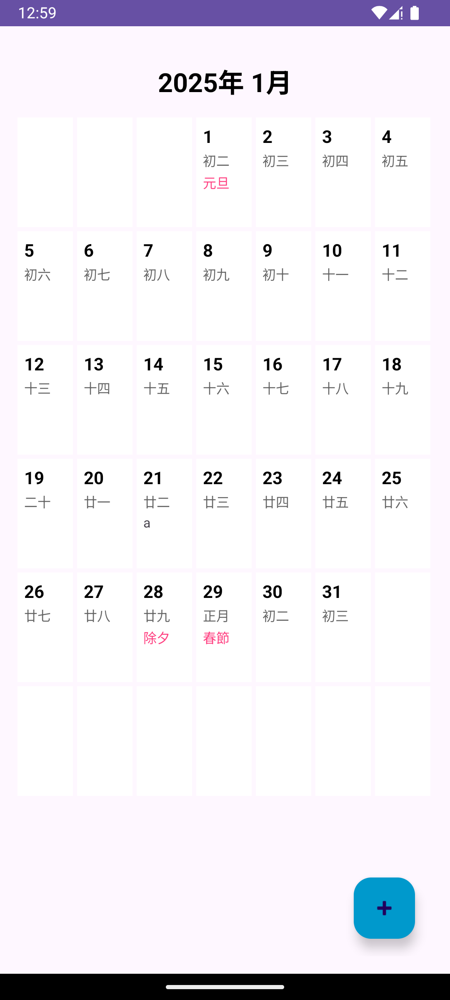 12:59
2025年 1月
1 2 3 4
初二 初三 初四 初五
元旦
5 6 7 8 9 10 11
初六 初七 初八 初九 初十 十一 十二
12 13 14 15 16 17 18
十三 十四 十五 十六 十七 十八 十九
19 20 21 22 23 24 25
二十 廿一 廿二 廿三 廿四 廿五 廿六
a
26 27 28 29 30 31
廿七 廿八 廿九 正月 初二 初三
除夕 春節